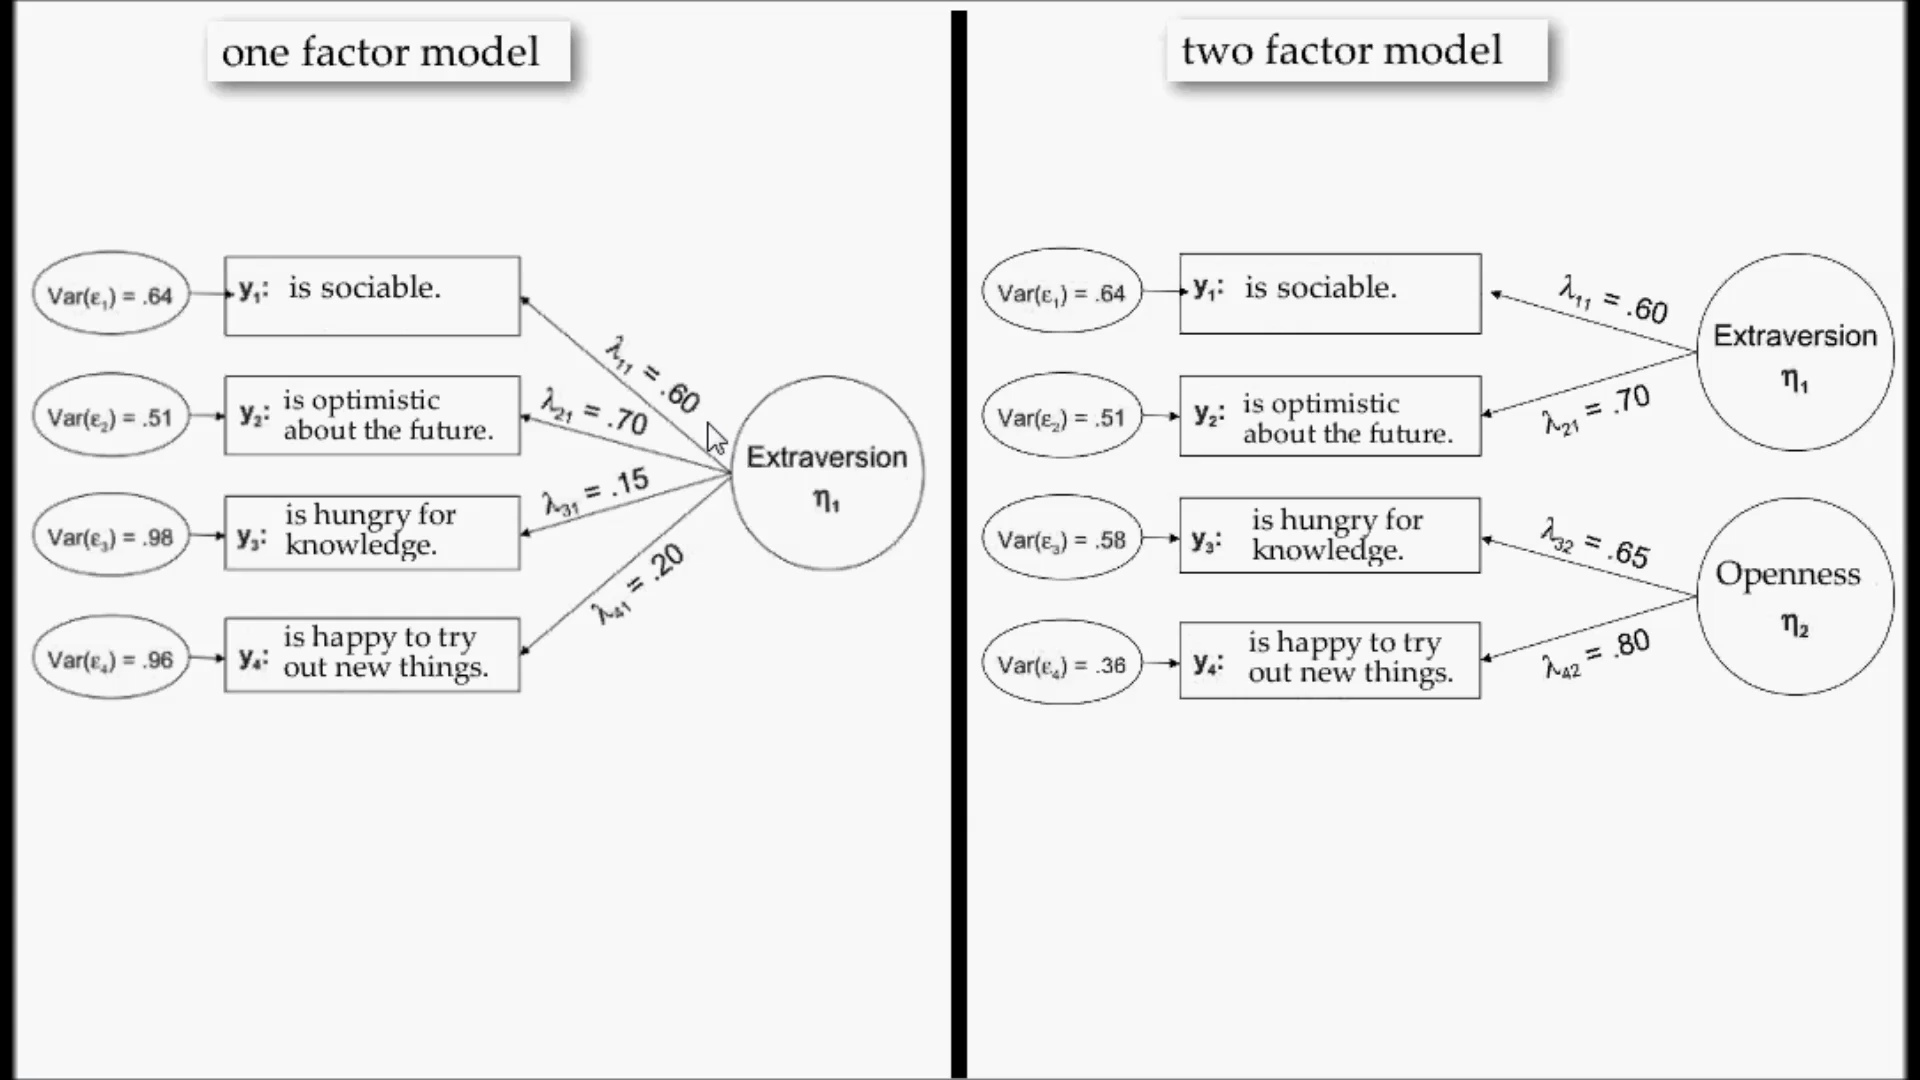 one factor model
Var(ε₁) = .64
y₁: is sociable.
λ₁₁ = .60
Var(ε₂) = .51
y₂: is optimistic
about the future.
λ₂₁ = .70
Extraversion
η₁
Var(ε₃) = .98
y₃: is hungry for
knowledge.
λ₃₁ = .15
Var(ε₄) = .96
y₄: is happy to try
out new things.
λ₄₁ = .20
two factor model
Var(ε₁) = .64
y₁: is sociable.
λ₁₁ = .60
Extraversion
η₁
Var(ε₂) = .51
y₂: is optimistic
about the future.
λ₂₁ = .70
Var(ε₃) = .58
y₃: is hungry for
knowledge.
λ₃₂ = .65
Openness
η₂
Var(ε₄) = .36
y₄: is happy to try
out new things.
λ₄₂ = .80